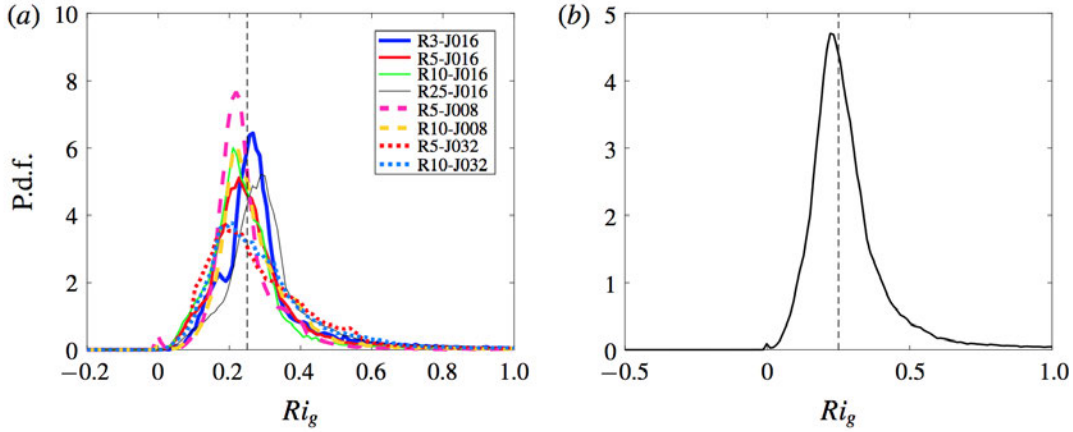 (a)
P.d.f.
10
8
6
4
2
0
R3-J016
R5-J016
R10-J016
R25-J016
R5-J008
R10-J008
R5-J032
R10-J032
−0.2 0 0.2 0.4 0.6 0.8 1.0
Rig
(b)
5
4
3
2
1
0
−0.5 0 0.5 1.0
Rig